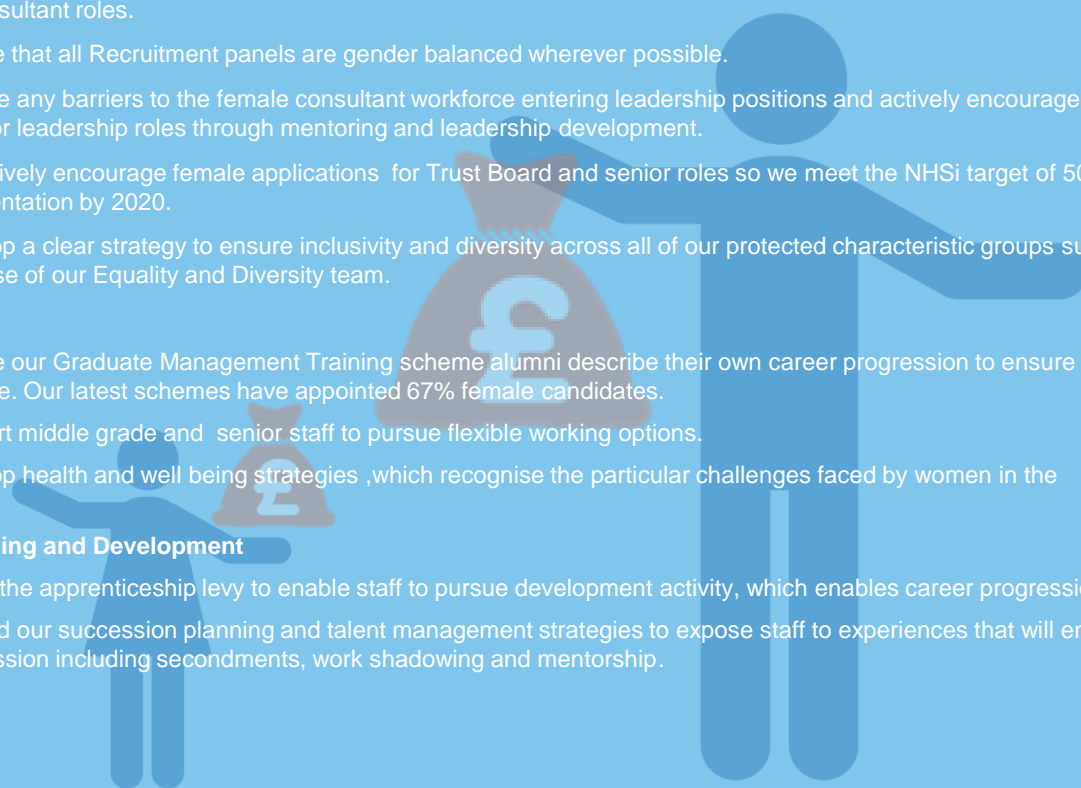 sultant roles.
e that all Recruitment panels are gender balanced wherever possible.
e any barriers to the female consultant workforce entering leadership positions and actively encourage
or leadership roles through mentoring and leadership development.
ively encourage female applications for Trust Board and senior roles so we meet the NHSi target of 50
entation by 2020.
op a clear strategy to ensure inclusivity and diversity across all of our protected characteristic groups su
se of our Equality and Diversity team.
e our Graduate Management Training scheme alumni describe their own career progression to ensure
e. Our latest schemes have appointed 67% female candidates.
rt middle grade and senior staff to pursue flexible working options.
op health and well being strategies ,which recognise the particular challenges faced by women in the
ing and Development
the apprenticeship levy to enable staff to pursue development activity, which enables career progressi
d our succession planning and talent management strategies to expose staff to experiences that will en
ssion including secondments, work shadowing and mentorship.
£
£